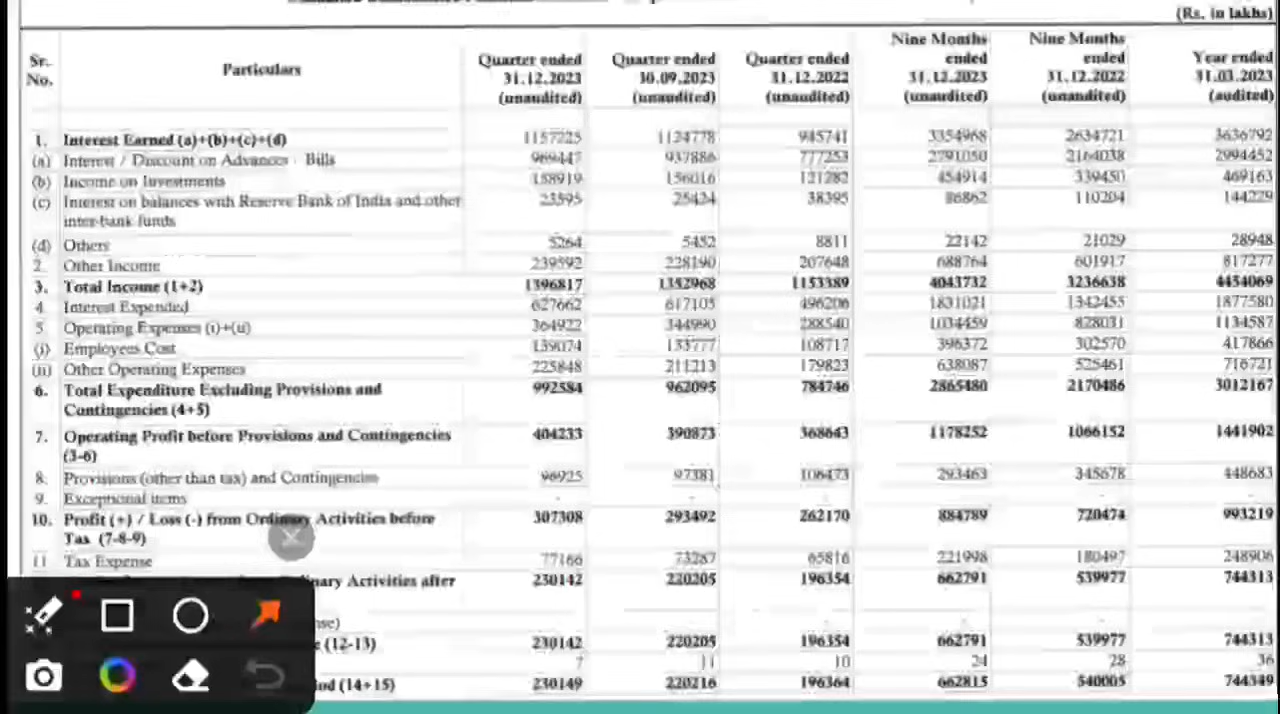 (Rs. in lakhs)
Sr. No. Particulars Quarter ended 31.12.2023 (unaudited) Quarter ended 30.09.2023 (unaudited) Quarter ended 31.12.2022 (unaudited) Nine Months ended 31.12.2023 (unaudited) Nine Months ended 31.12.2022 (unaudited) Year ended 31.03.2023 (audited)
1. Interest Earned (a)+(b)+(c)+(d) 1157225 1124778 945741 3354968 2634721 3636792
(a) Interest / Discount on Advances Bills 969447 937886 777253 2791050 2164038 2994452
(b) Income on Investments 158919 156016 121282 454914 339450 469163
(c) Interest on balances with Reserve Bank of India and other 23595 25424 38395 86862 110204 144229
inter-bank funds
(d) Others 5264 5452 8811 22142 21029 28948
2. Other Income 239592 228190 207648 688764 601917 817277
3. Total Income (1+2) 1396817 1352968 1153389 4043732 3236638 4454069
4. Interest Expended 627662 617105 496206 1831021 1342455 1877580
5. Operating Expenses (i)+(ii) 364922 344990 288540 1034459 828031 1134587
(i) Employees Cost 139074 133777 108717 396372 302570 417866
(ii) Other Operating Expenses 225848 211213 179823 638087 525461 716721
6. Total Expenditure Excluding Provisions and 992584 962095 784746 2865480 2170486 3012167
Contingencies (4+5)
7. Operating Profit before Provisions and Contingencies 404233 390873 368643 1178252 1066152 1441902
(3-6)
8. Provisions (other than tax) and Contingencies 96925 97381 106473 293463 345678 448683
9. Exceptional items - - - - - -
10. Profit (+) / Loss (-) from Ordinary Activities before 307308 293492 262170 884789 720474 993219
Tax (7-8-9)
11 Tax Expense 77166 73287 65816 221998 180497 248906
inary Activities after 230142 220205 196354 662791 539977 744313
nse)
(12-13) 230142 220205 196354 662791 539977 744313
7 11 10 24 28 36
iod (14+15) 230149 220216 196364 662815 540005 744349